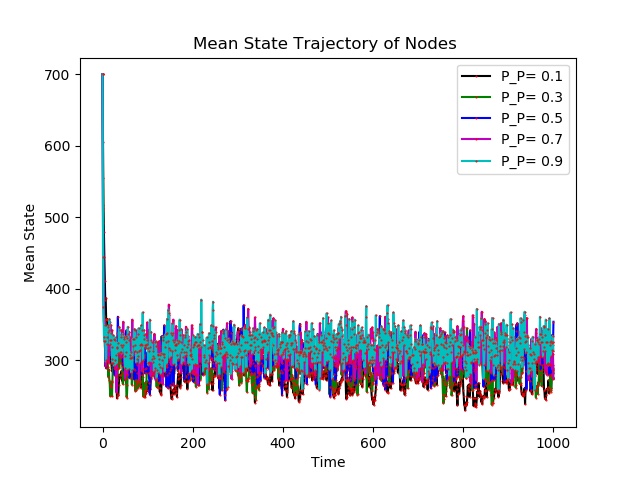 Mean State Trajectory of Nodes
700
600
500
400
300
Mean State
0
200
400
600
800
1000
Time
P_P= 0.1
P_P= 0.3
P_P= 0.5
P_P= 0.7
P_P= 0.9